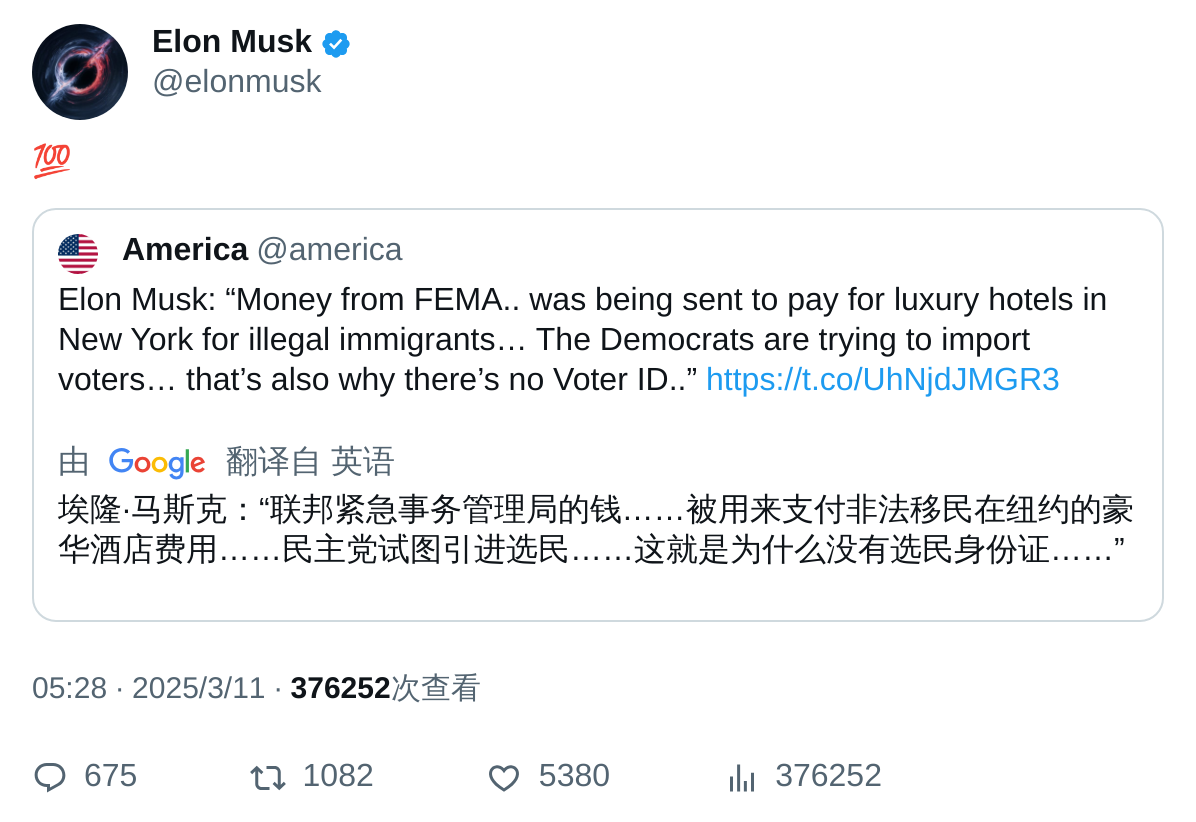 Elon Musk
@elonmusk
💯
America @america
Elon Musk: “Money from FEMA.. was being sent to pay for luxury hotels in
New York for illegal immigrants… The Democrats are trying to import
voters… that’s also why there’s no Voter ID..” https://t.co/UhNjdJMGR3
由 Google 翻译自 英语
埃隆·马斯克：“联邦紧急事务管理局的钱……被用来支付非法移民在纽约的豪
华酒店费用……民主党试图引进选民……这就是为什么没有选民身份证……”
05:28 · 2025/3/11 · 376252次查看
675 1082 5380 376252